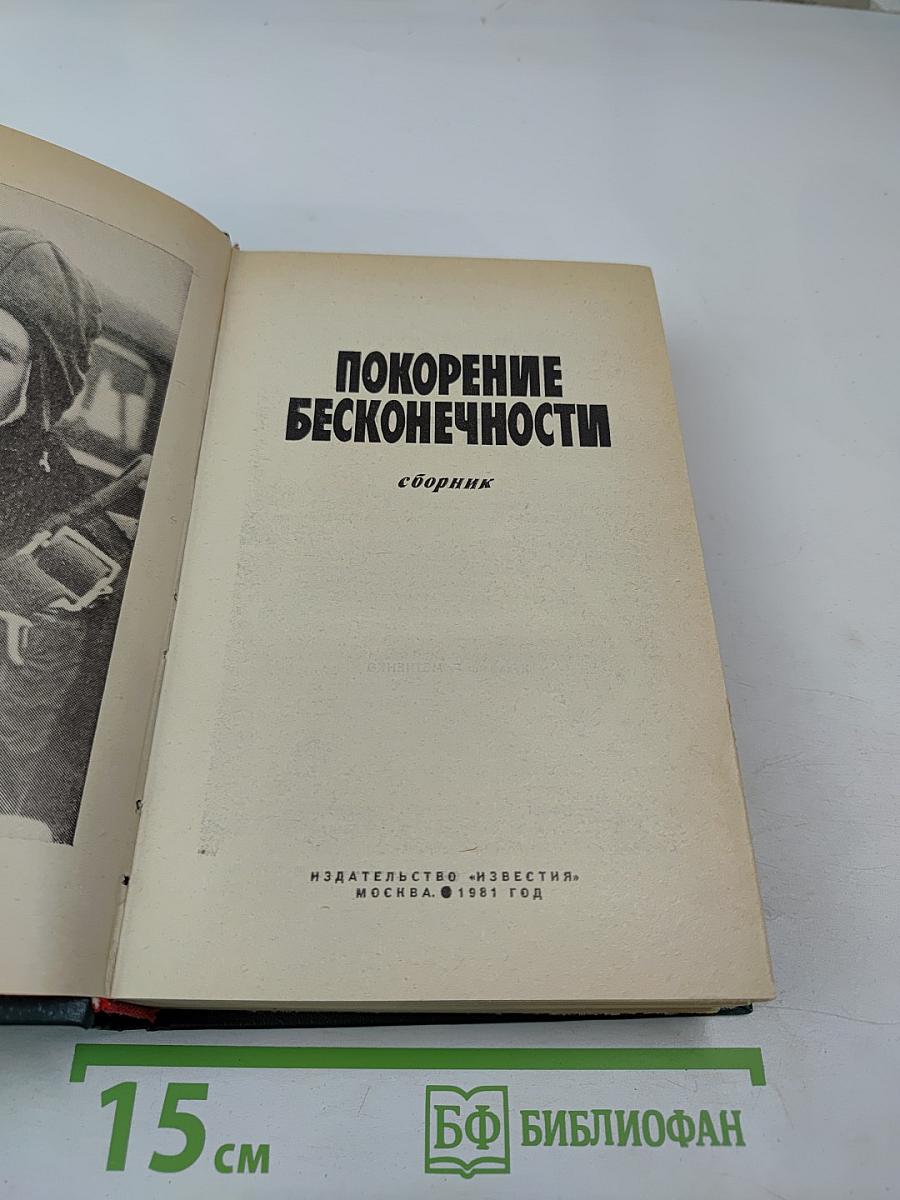 ПОКОРЕНИЕ
БЕСКОНЕЧНОСТИ
сборник
ИЗДАТЕЛЬСТВО «ИЗВЕСТИЯ»
МОСКВА. ● 1981 ГОД
15 см
БФ БИБЛИОФАН